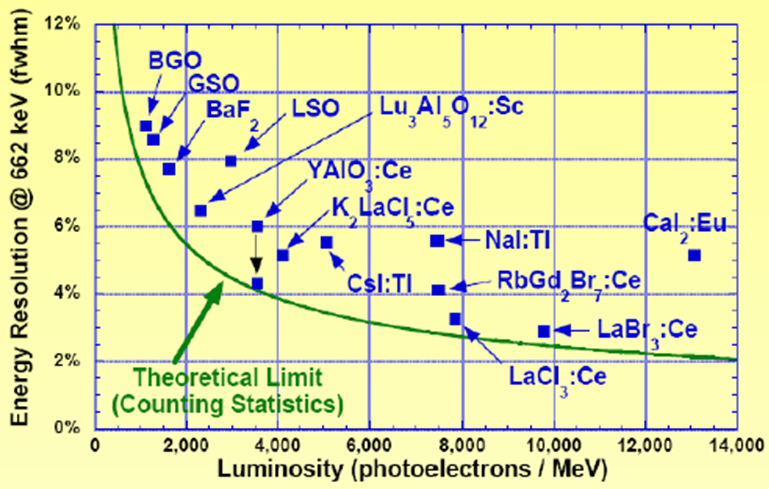 12%
10%
8%
6%
4%
2%
0%
Energy Resolution @ 662 keV (fwhm)
BGO
GSO
BaF2
LSO
Lu3Al5O12:Sc
YAlO3:Ce
K2LaCl5:Ce
CsI:Tl
NaI:Tl
CaI2:Eu
RbGd2Br7:Ce
LaBr3:Ce
LaCl3:Ce
Theoretical Limit
(Counting Statistics)
0 2,000 4,000 6,000 8,000 10,000 12,000 14,000
Luminosity (photoelectrons / MeV)